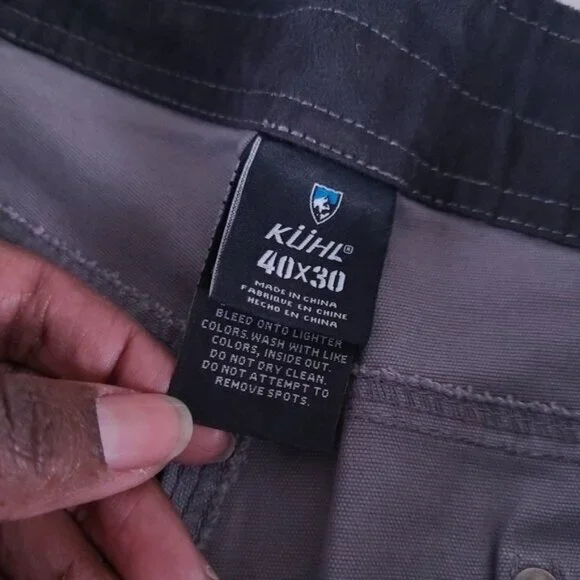 KÜHL®
40X30
MADE IN CHINA
FABRIQUE EN CHINE
HECHO EN CHINA
BLEED ONTO LIGHTER
COLORS. WASH WITH LIKE
COLORS, INSIDE OUT.
DO NOT DRY CLEAN.
DO NOT ATTEMPT TO
REMOVE SPOTS.